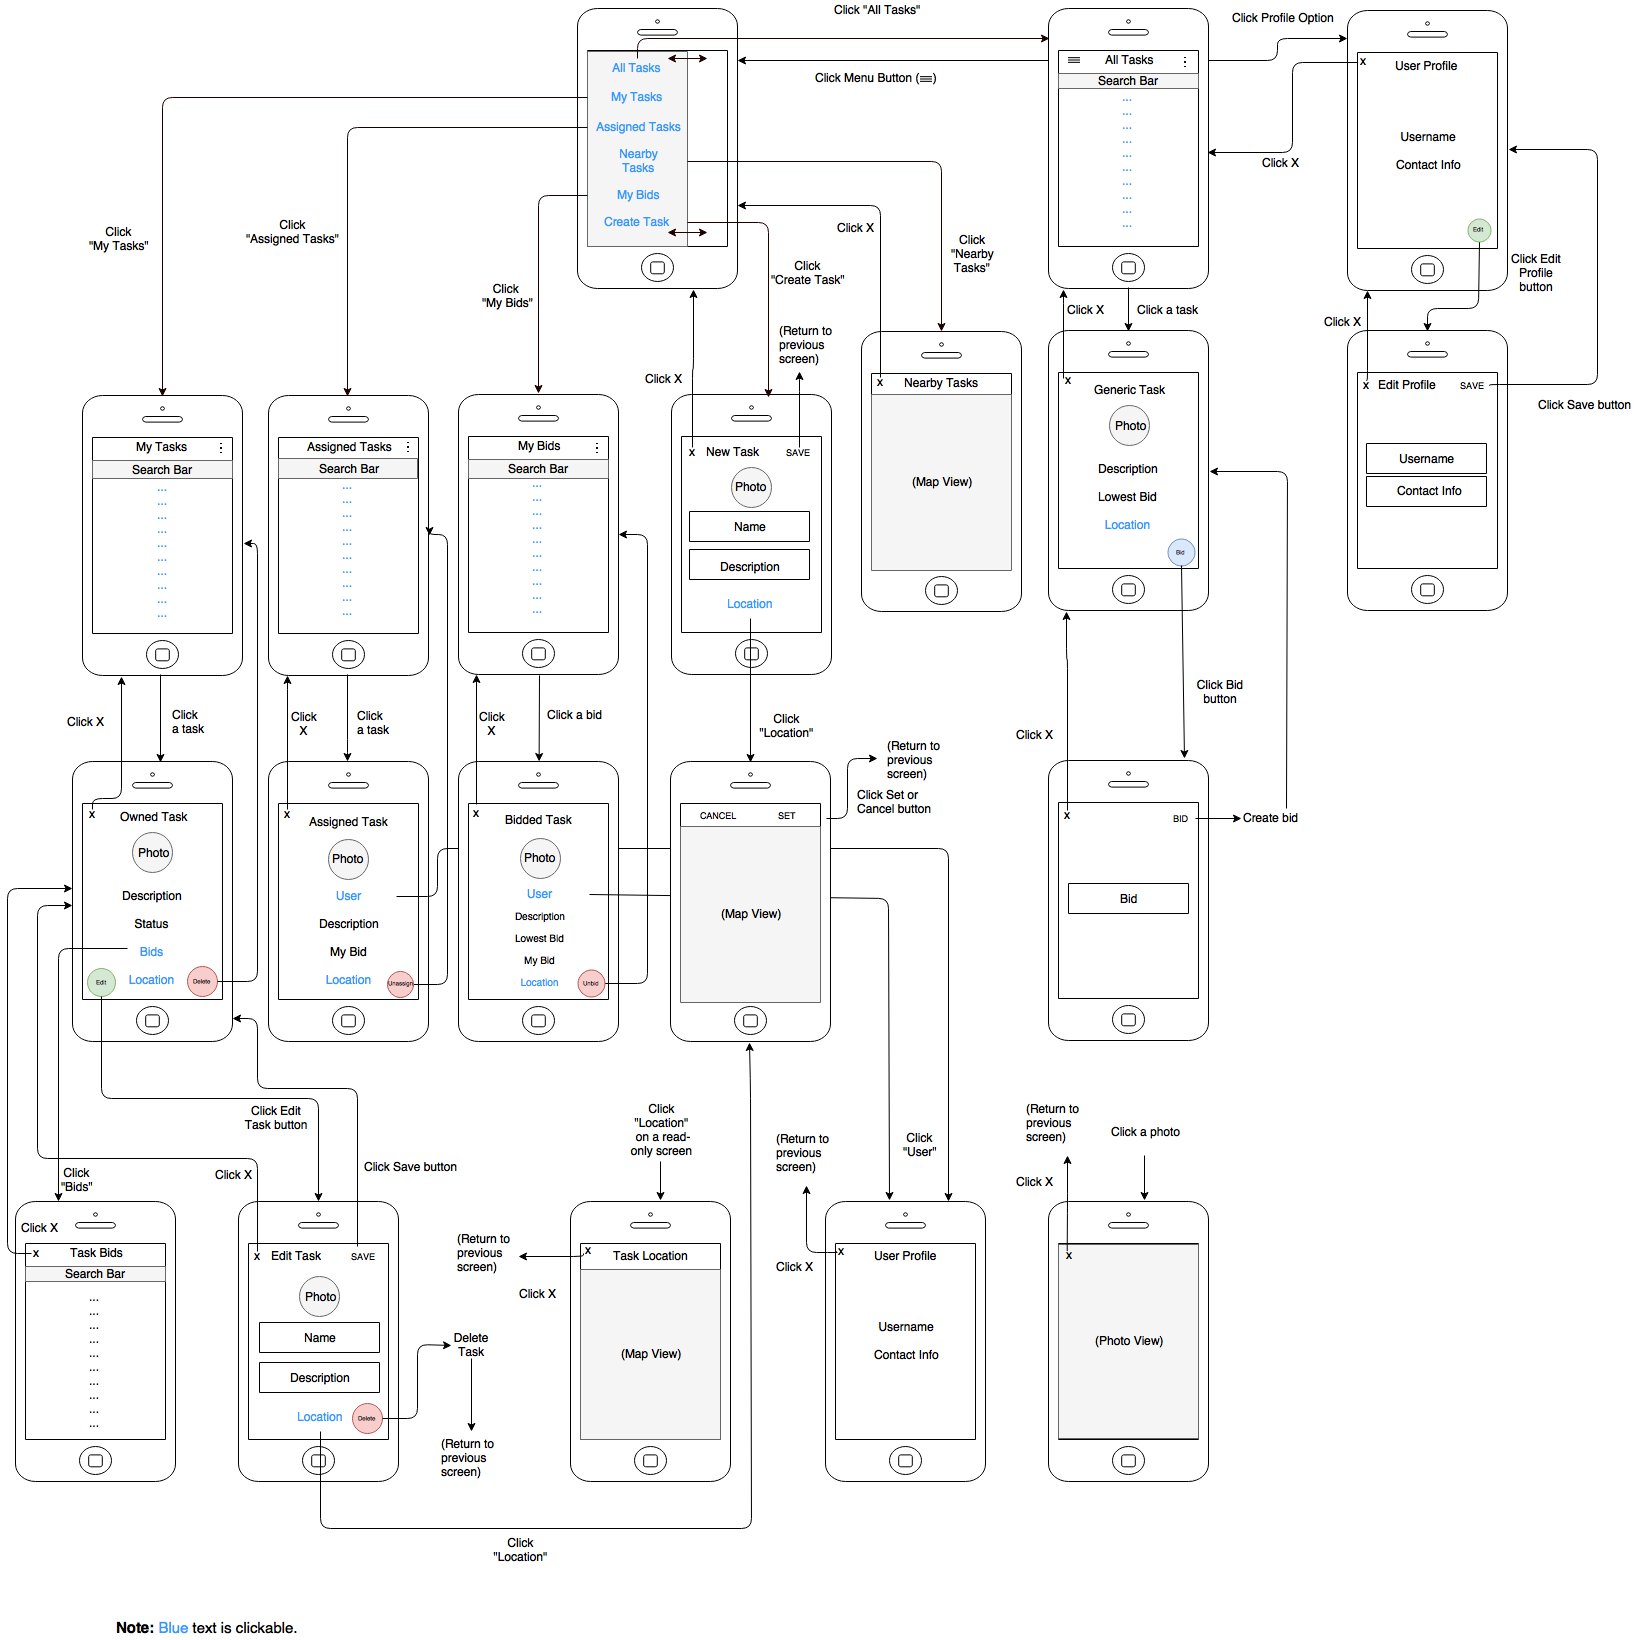 Click "All Tasks"
Click Menu Button (≡)
Click Profile Option
All Tasks
My Tasks
Assigned Tasks
Nearby
Tasks
My Bids
Create Task
All Tasks
Search Bar
...
...
...
...
...
...
...
...
...
...
X
User Profile
Username
Contact Info
Edit
Click X
Click
"My Tasks"
Click
"Assigned Tasks"
Click
"My Bids"
Click
"Create Task"
Click X
Click
"Nearby
Tasks"
Click X
Click a task
Click X
Click Edit
Profile
button
(Return to
previous
screen)
Click X
My Tasks
Search Bar
...
...
...
...
...
...
...
...
...
...
Assigned Tasks
Search Bar
...
...
...
...
...
...
...
...
...
...
My Bids
Search Bar
...
...
...
...
...
...
...
...
...
...
X
New Task
SAVE
Photo
Name
Description
Location
X
Nearby Tasks
(Map View)
X
Generic Task
Photo
Description
Lowest Bid
Location
Bid
X
Edit Profile
SAVE
Username
Contact Info
Click Save button
Click X
Click
a task
Click
X
Click
a task
Click
X
Click a bid
Click
"Location"
(Return to
previous
screen)
Click Set or
Cancel button
Click X
Click Bid
button
X
Owned Task
Photo
Description
Status
Bids
Location
Edit
Delete
X
Assigned Task
Photo
User
Description
My Bid
Location
Unassign
X
Bidded Task
Photo
User
Description
Lowest Bid
My Bid
Location
Unbid
CANCEL
SET
(Map View)
X
BID
Create bid
Bid
Click Edit
Task button
Click
"Bids"
Click X
Click Save button
Click
"Location"
on a read-
only screen
(Return to
previous
screen)
Click
"User"
(Return to
previous
screen)
Click X
Click a photo
Click X
X
Task Bids
Search Bar
...
...
...
...
...
...
...
...
...
...
X
Edit Task
SAVE
Photo
Name
Description
Location
Delete
Delete
Task
(Return to
previous
screen)
(Return to
previous
screen)
Click X
X
Task Location
(Map View)
Click X
X
User Profile
Username
Contact Info
X
(Photo View)
Click
"Location"
Note: Blue text is clickable.